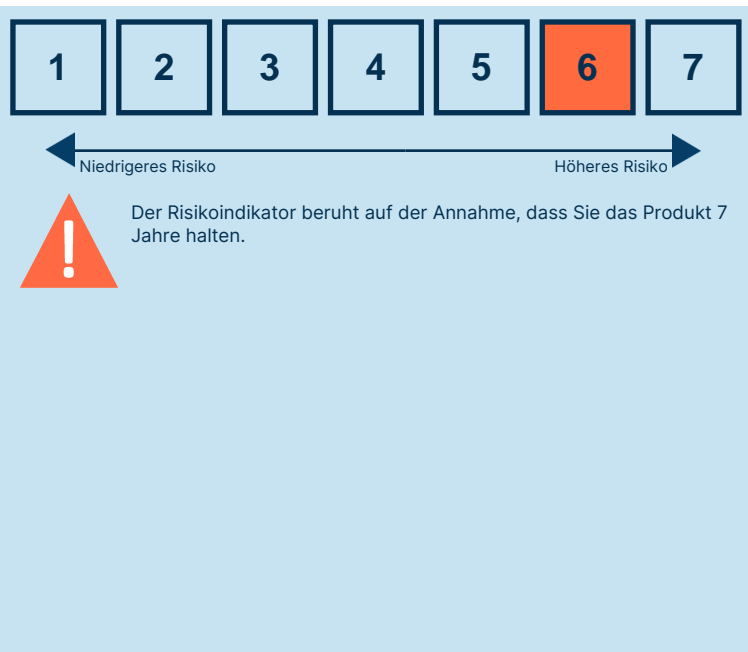 1 2 3 4 5 6 7
Niedrigeres Risiko Höheres Risiko
!
Der Risikoindikator beruht auf der Annahme, dass Sie das Produkt 7
Jahre halten.